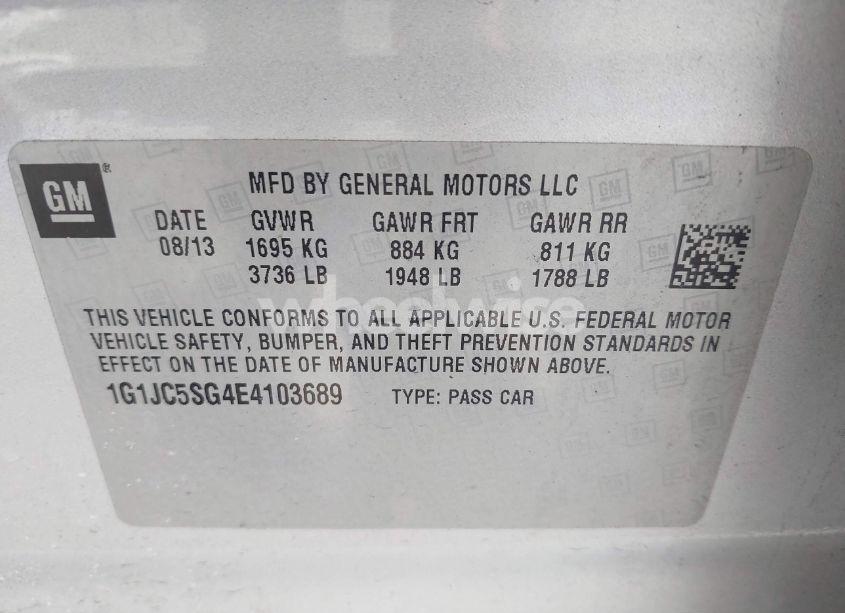 GM
MFD BY GENERAL MOTORS LLC
DATE GVWR GAWR FRT GAWR RR
08/13 1695 KG 884 KG 811 KG
3736 LB 1948 LB 1788 LB
wheelwise
THIS VEHICLE CONFORMS TO ALL APPLICABLE U.S. FEDERAL MOTOR
VEHICLE SAFETY, BUMPER, AND THEFT PREVENTION STANDARDS IN
EFFECT ON THE DATE OF MANUFACTURE SHOWN ABOVE.
1G1JC5SG4E4103689 TYPE: PASS CAR